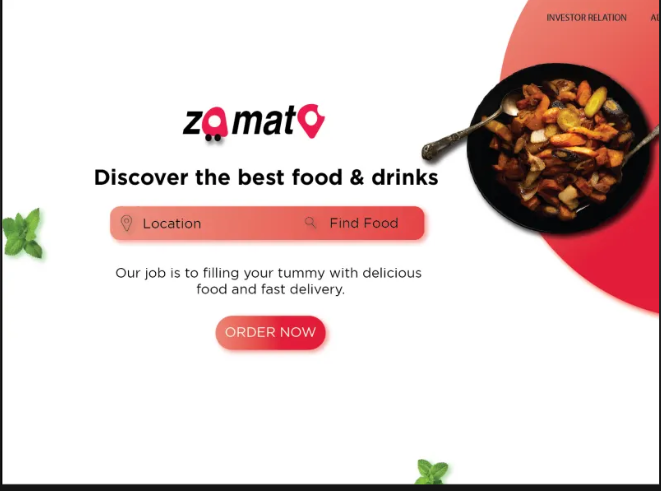 INVESTOR RELATION
zomato
Discover the best food & drinks
Location Find Food
Our job is to filling your tummy with delicious
food and fast delivery.
ORDER NOW